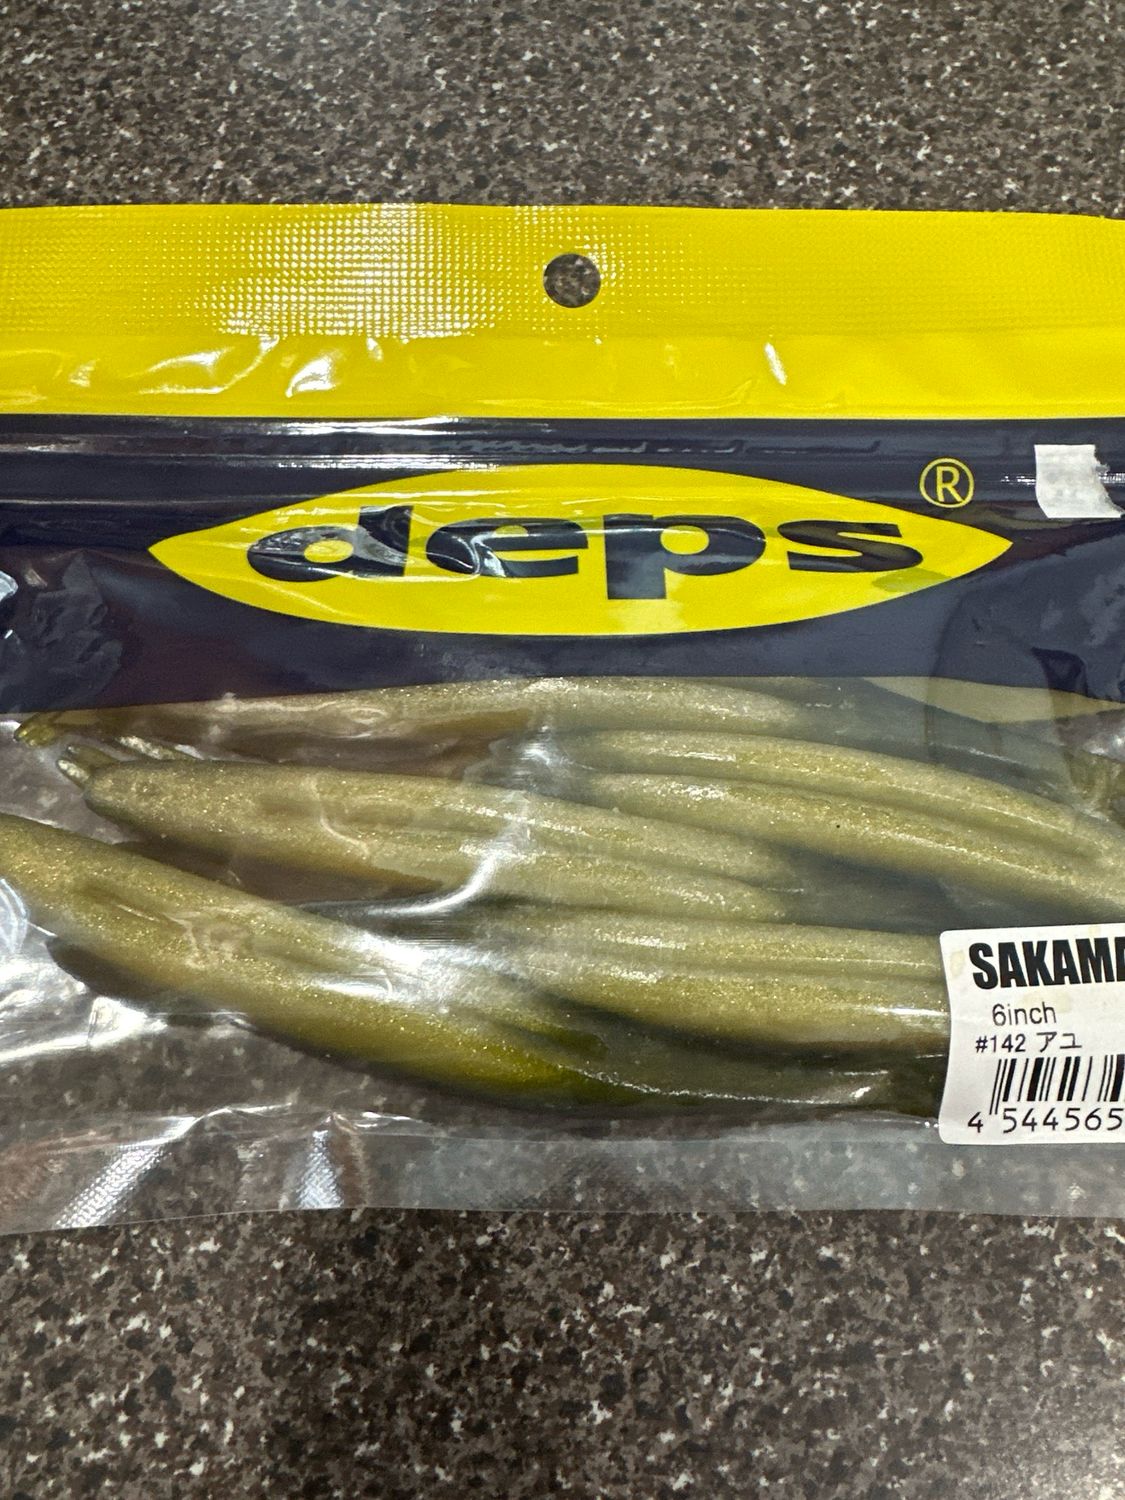 deps®
SAKAMA
6inch
#142 アユ
4 544565